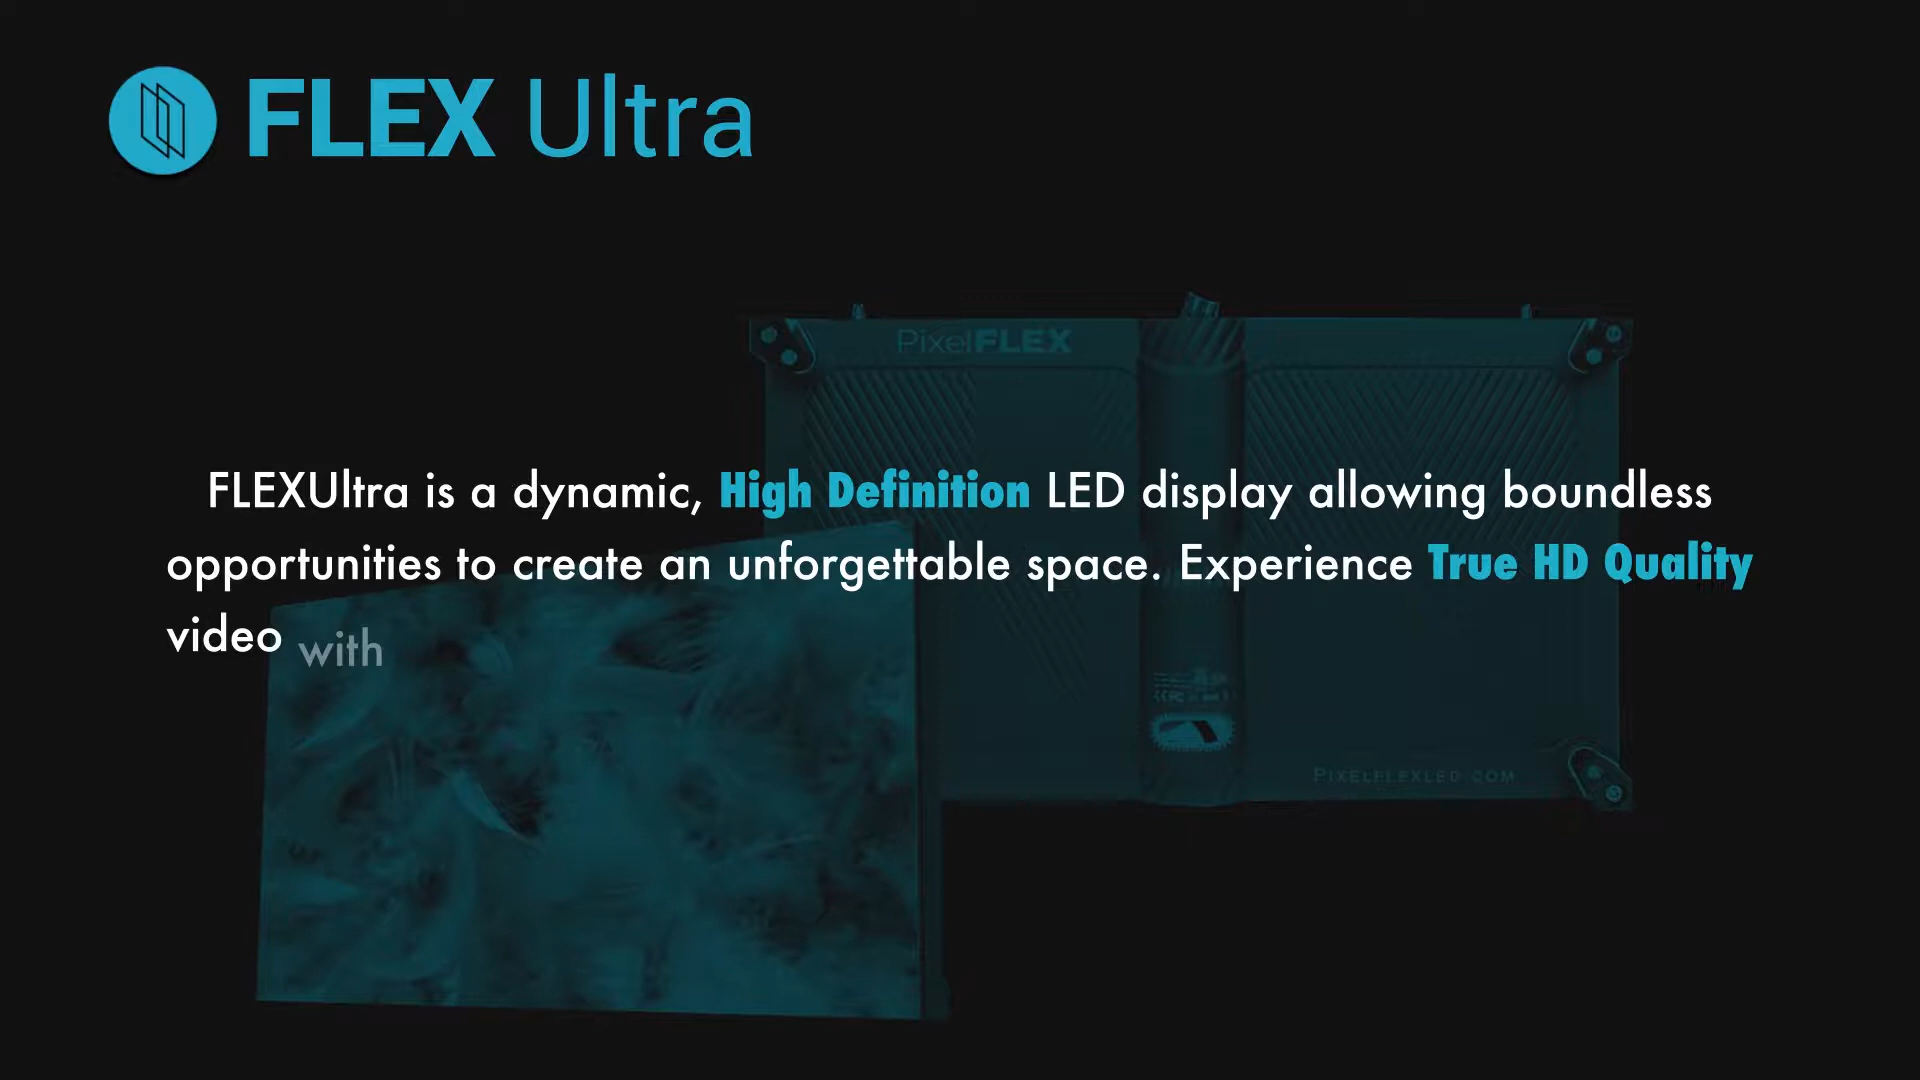 FLEX Ultra
PixelFLEX
FLEXUltra is a dynamic, High Definition LED display allowing boundless
opportunities to create an unforgettable space. Experience True HD Quality
video with
PIXELFLEXLED.COM